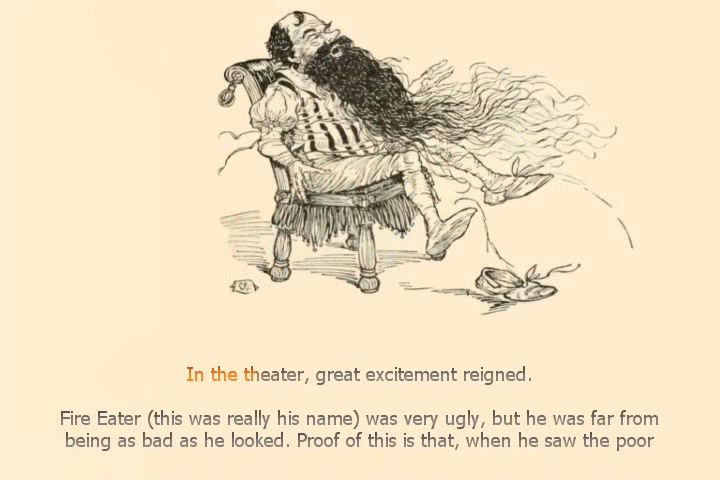 In the theater, great excitement reigned.
Fire Eater (this was really his name) was very ugly, but he was far from
being as bad as he looked. Proof of this is that, when he saw the poor